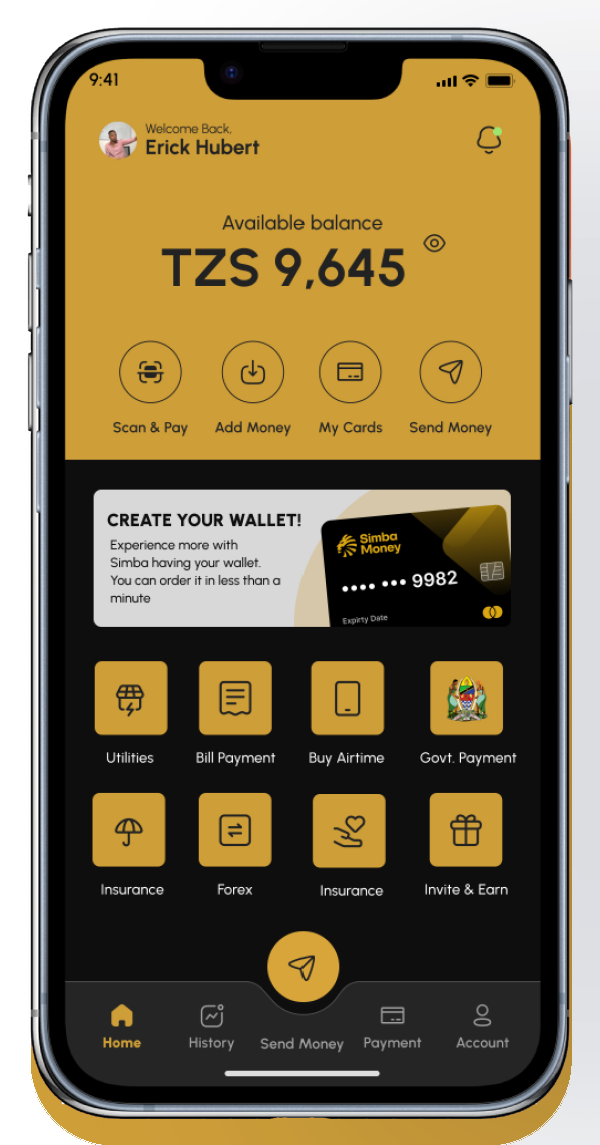 9:41
Welcome Back,
Erick Hubert
Available balance
TZS 9,645
Scan & Pay
Add Money
My Cards
Send Money
CREATE YOUR WALLET!
Experience more with
Simba having your wallet.
You can order it in less than a
minute
Simba
Money
•••• ••• 9982
Expirty Date
Utilities
Bill Payment
Buy Airtime
Govt. Payment
Insurance
Forex
Insurance
Invite & Earn
Home
History
Send Money
Payment
Account